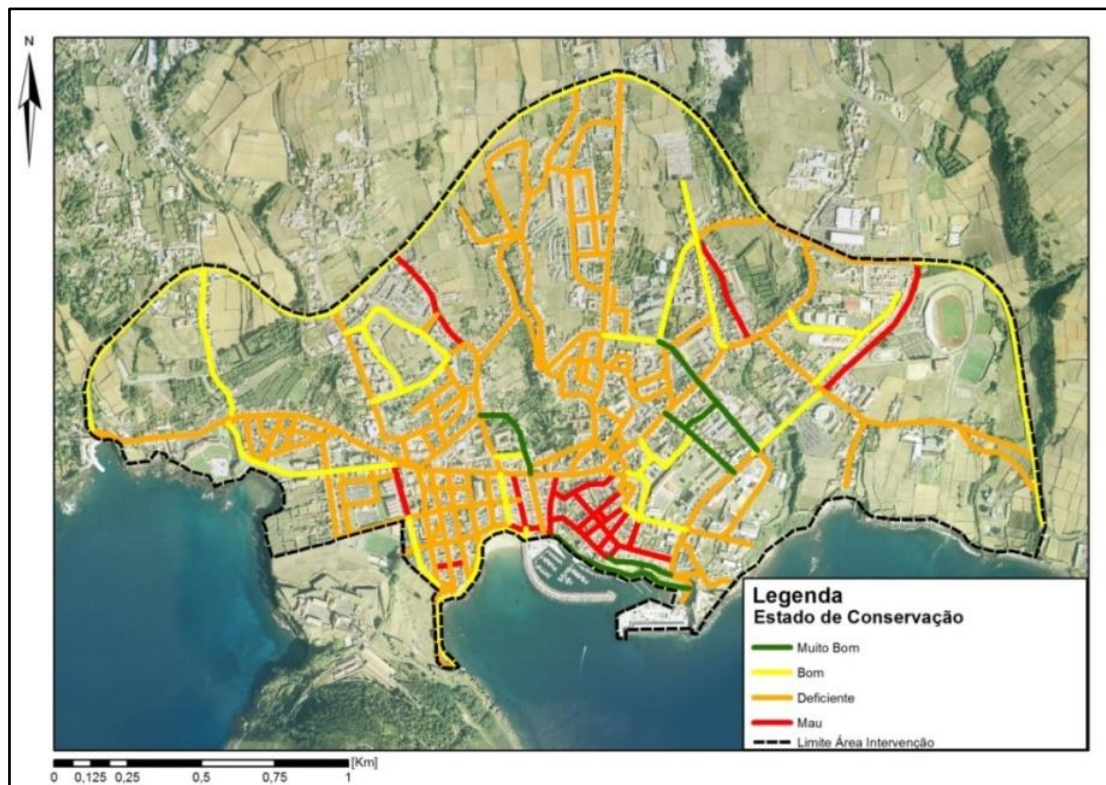 N
Legenda
Estado de Conservação
Muito Bom
Bom
Deficiente
Mau
Limite Área Intervenção
[Km]
0 0,125 0,25 0,5 0,75 1